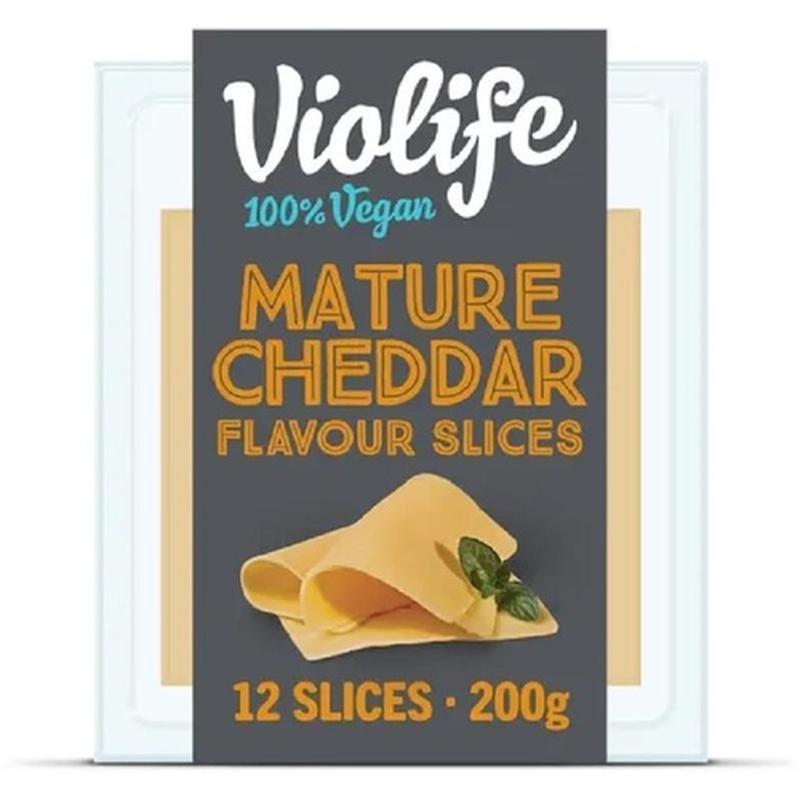 Violife
100% Vegan
MATURE
CHEDDAR
FLAVOUR SLICES
12 SLICES · 200g